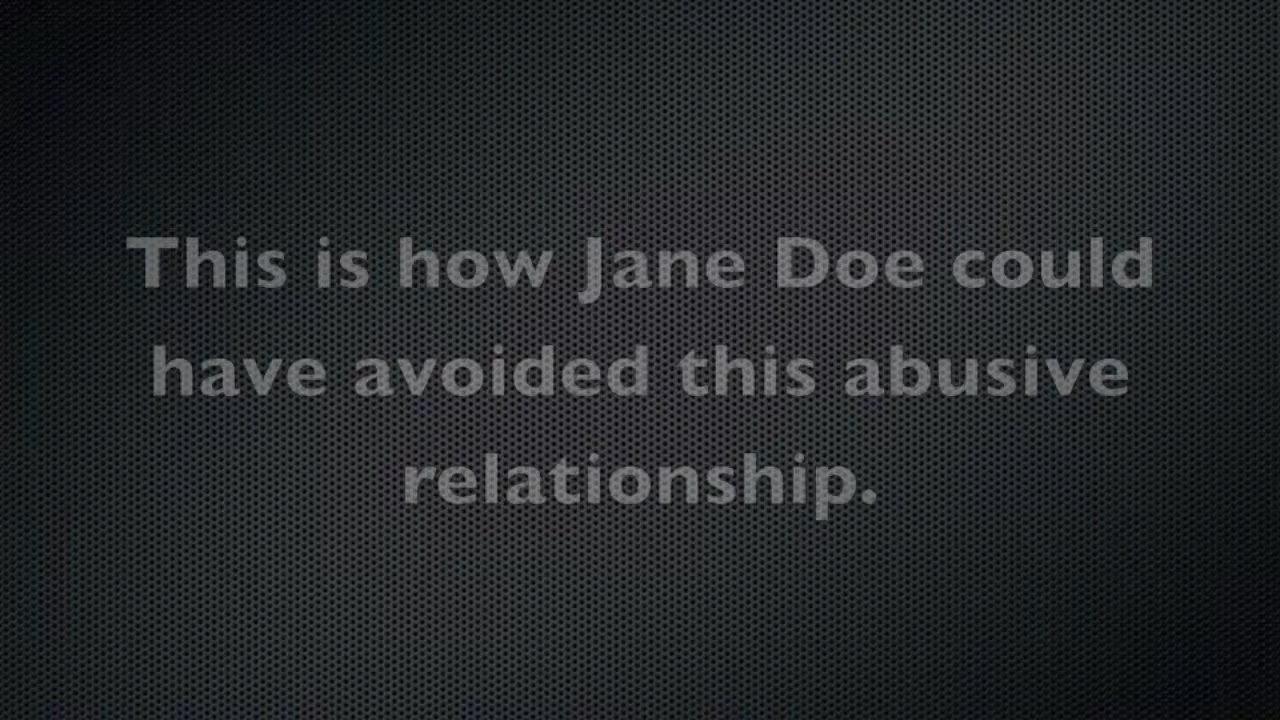 This is how Jane Doe could
have avoided this abusive
relationship.